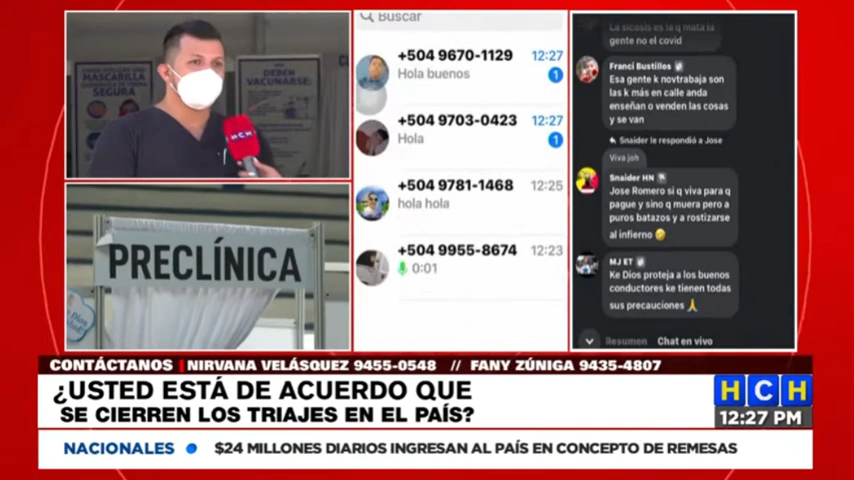 MASCARILLA
SEGURA
DEBEN
VACUNARSE:
HCH
PRECLÍNICA
Buscar
+504 9670-1129 12:27
Hola buenos 1
+504 9703-0423 12:27
Hola 1
+504 9781-1468 12:25
hola hola
+504 9955-8674 12:23
0:01
La sicosis es la q mata la
gente no el covid
Franci Bustillos
Esa gente k novtrabaja son
las k más en calle anda
enseñan o venden las cosas
y se van
Snaider le respondió a Jose
Viva joh
Snaider HN
Jose Romero si q viva para q
pague y sino q muera pero a
puros batazos y a rostizarse
al infierno 🤣
MJ ET
Ke Dios proteja a los buenos
conductores ke tienen todas
sus precauciones 🙏
Resumen Chat en vivo
CONTÁCTANOS | NIRVANA VELÁSQUEZ 9455-0548 // FANY ZÚNIGA 9435-4807
¿USTED ESTÁ DE ACUERDO QUE
SE CIERREN LOS TRIAJES EN EL PAÍS?
HCH
12:27 PM
NACIONALES • $24 MILLONES DIARIOS INGRESAN AL PAÍS EN CONCEPTO DE REMESAS